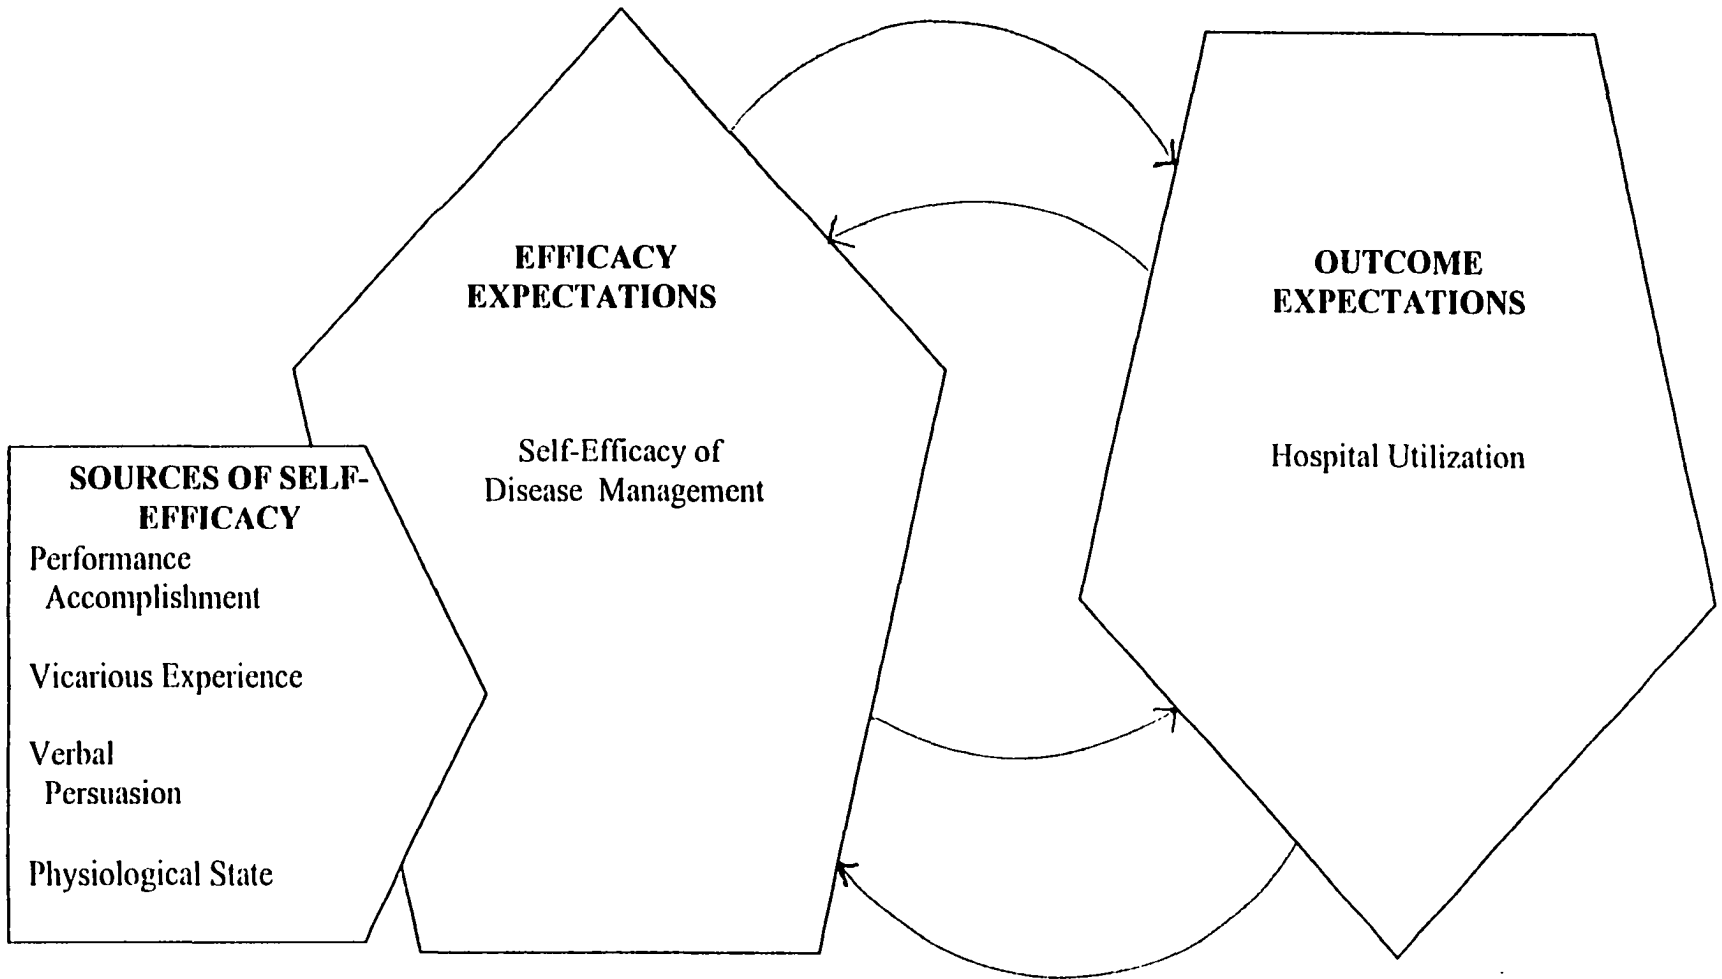 EFFICACY
EXPECTATIONS
Self-Efficacy of
Disease Management
OUTCOME
EXPECTATIONS
Hospital Utilization
SOURCES OF SELF-
EFFICACY
Performance
Accomplishment
Vicarious Experience
Verbal
Persuasion
Physiological State